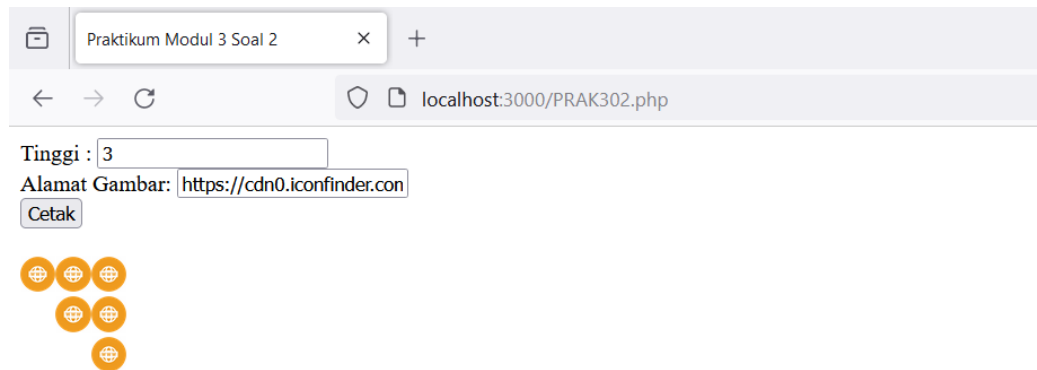 Praktikum Modul 3 Soal 2
localhost:3000/PRAK302.php
Tinggi : 3
Alamat Gambar: https://cdn0.iconfinder.con
Cetak